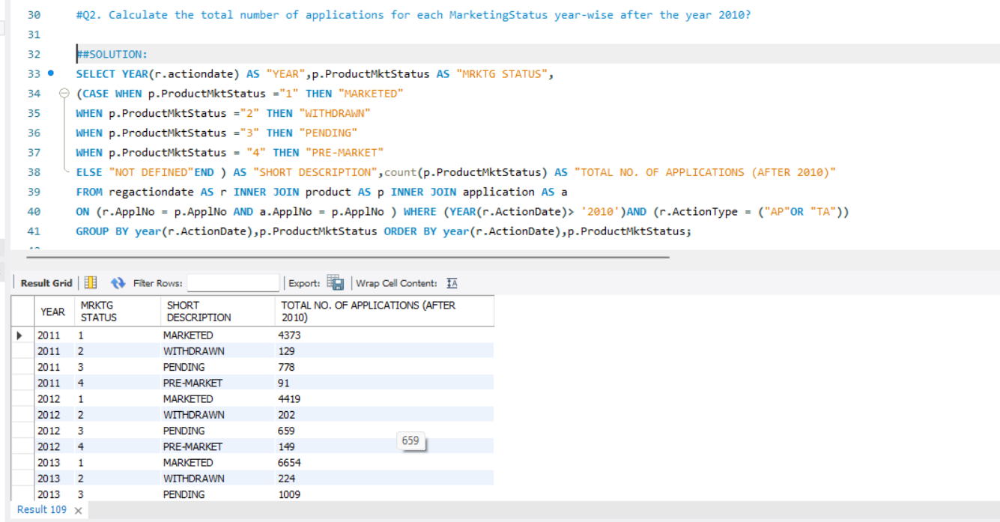 30 #Q2. Calculate the total number of applications for each MarketingStatus year-wise after the year 2010?
31
32 ##SOLUTION:
33 SELECT YEAR(r.actiondate) AS "YEAR",p.ProductMktStatus AS "MRKTG STATUS",
34 (CASE WHEN p.ProductMktStatus ="1" THEN "MARKETED"
35 WHEN p.ProductMktStatus ="2" THEN "WITHDRAWN"
36 WHEN p.ProductMktStatus ="3" THEN "PENDING"
37 WHEN p.ProductMktStatus = "4" THEN "PRE-MARKET"
38 ELSE "NOT DEFINED"END ) AS "SHORT DESCRIPTION",count(p.ProductMktStatus) AS "TOTAL NO. OF APPLICATIONS (AFTER 2010)"
39 FROM regactiondate AS r INNER JOIN product AS p INNER JOIN application AS a
40 ON (r.ApplNo = p.ApplNo AND a.ApplNo = p.ApplNo ) WHERE (YEAR(r.ActionDate)> '2010')AND (r.ActionType = ("AP"OR "TA"))
41 GROUP BY year(r.ActionDate),p.ProductMktStatus ORDER BY year(r.ActionDate),p.ProductMktStatus;
Result Grid Filter Rows: Export: Wrap Cell Content: IA
YEAR MRKTG STATUS SHORT DESCRIPTION TOTAL NO. OF APPLICATIONS (AFTER 2010)
2011 1 MARKETED 4373
2011 2 WITHDRAWN 129
2011 3 PENDING 778
2011 4 PRE-MARKET 91
2012 1 MARKETED 4419
2012 2 WITHDRAWN 202
2012 3 PENDING 659
659
2012 4 PRE-MARKET 149
2013 1 MARKETED 6654
2013 2 WITHDRAWN 224
2013 3 PENDING 1009
Result 109